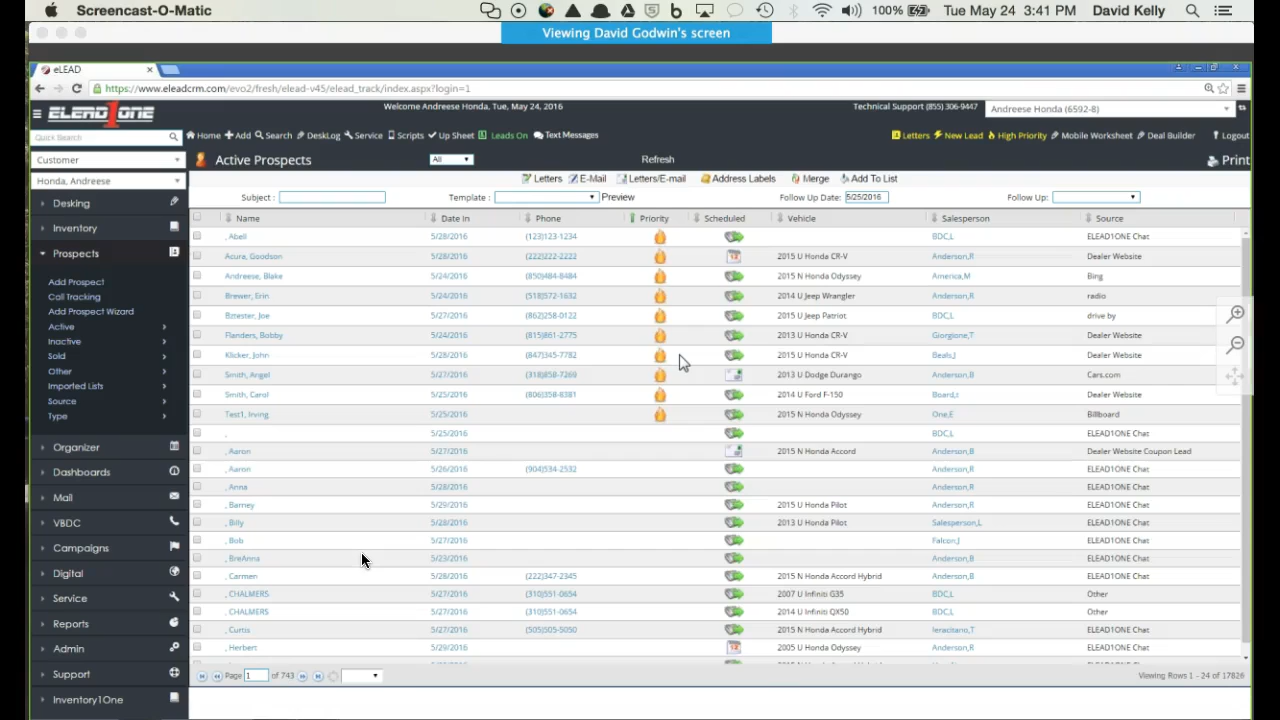 Screencast-O-Matic 100% Tue May 24 3:41 PM David Kelly
Viewing David Godwin's screen
eLEAD
https://www.eleadcrm.com/evo2/fresh/elead-v45/elead_track/index.aspx?login=1
ELEAD1ONE Welcome Andreese Honda, Tue, May 24, 2016 Technical Support (855) 306-9447 Andreese Honda (6592-8)
Quick Search Home Add Search DeskLog Service Scripts Up Sheet Leads On Text Messages Letters New Lead High Priority Mobile Worksheet Deal Builder Logout
Customer Active Prospects All Refresh Print
Honda, Andreese Letters E-Mail Letters/E-mail Address Labels Merge Add To List
Subject : Template : Preview Follow Up Date: 5/25/2016 Follow Up:
Desking
Inventory
Prospects
Add Prospect
Call Tracking
Add Prospect Wizard
Active
Inactive
Sold
Other
Imported Lists
Source
Type
Organizer
Dashboards
Mail
VBDC
Campaigns
Digital
Service
Reports
Admin
Support
Inventory1One
Name Date In Phone Priority Scheduled Vehicle Salesperson Source
, Abell 5/28/2016 (123)123-1234 BDC,L ELEAD1ONE Chat
Acura, Goodson 5/28/2016 (222)222-2222 2015 U Honda CR-V Anderson,R Dealer Website
Andreese, Blake 5/24/2016 (850)484-8484 2015 N Honda Odyssey America,M Bing
Brewer, Erin 5/24/2016 (518)572-1632 2014 U Jeep Wrangler Anderson,R radio
Bztester, Joe 5/27/2016 (862)258-0122 2015 U Jeep Patriot BDC,L drive by
Flanders, Bobby 5/24/2016 (815)861-2775 2013 U Honda CR-V Giorgione,T Dealer Website
Klicker, John 5/28/2016 (847)345-7782 2015 U Honda CR-V Beals,J Dealer Website
Smith, Angel 5/27/2016 (318)858-7269 2013 U Dodge Durango Anderson,B Cars.com
Smith, Carol 5/25/2016 (806)358-8381 2014 U Ford F-150 Board,t Dealer Website
Test1, Irving 5/25/2016 2015 N Honda Odyssey One,E Billboard
, 5/25/2016 BDC,L ELEAD1ONE Chat
, Aaron 5/27/2016 2015 N Honda Accord Anderson,B Dealer Website Coupon Lead
, Aaron 5/26/2016 (904)534-2532 Anderson,R ELEAD1ONE Chat
, Anna 5/28/2016 Anderson,R ELEAD1ONE Chat
, Barney 5/29/2016 2015 U Honda Pilot Anderson,R ELEAD1ONE Chat
, Billy 5/28/2016 2013 U Honda Pilot Salesperson,L ELEAD1ONE Chat
, Bob 5/27/2016 Falcon,J ELEAD1ONE Chat
, BreAnna 5/23/2016 Anderson,B ELEAD1ONE Chat
, Carmen 5/28/2016 (222)347-2345 2015 N Honda Accord Hybrid Anderson,B ELEAD1ONE Chat
, CHALMERS 5/27/2016 (310)551-0654 2007 U Infiniti G35 BDC,L Other
, CHALMERS 5/27/2016 (310)551-0654 2014 U Infiniti QX50 BDC,L Other
, Curtis 5/27/2016 (505)505-5050 2015 N Honda Accord Hybrid Ieracitano,T ELEAD1ONE Chat
, Herbert 5/29/2016 2005 U Honda Odyssey Anderson,R ELEAD1ONE Chat
Page 1 of 743 Viewing Rows 1 - 24 of 17826